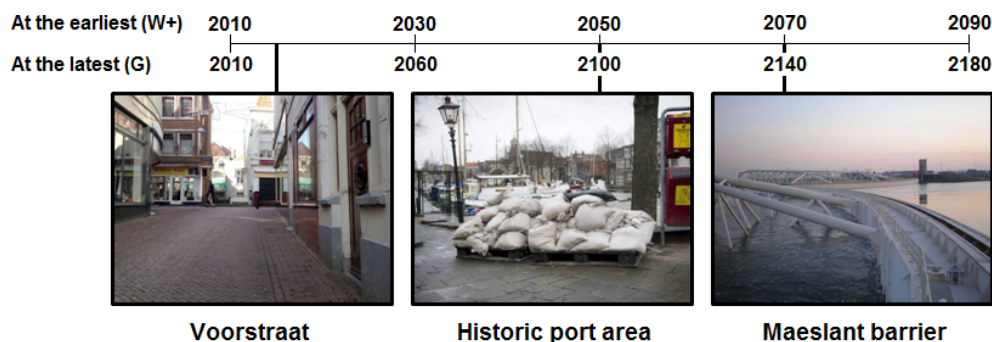 At the earliest (W+) 2010 2030 2050 2070 2090
At the latest (G) 2010 2060 2100 2140 2180
Voorstraat Historic port area Maeslant barrier